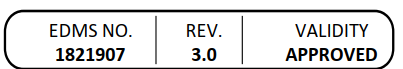 EDMS NO. REV. VALIDITY
1821907 3.0 APPROVED